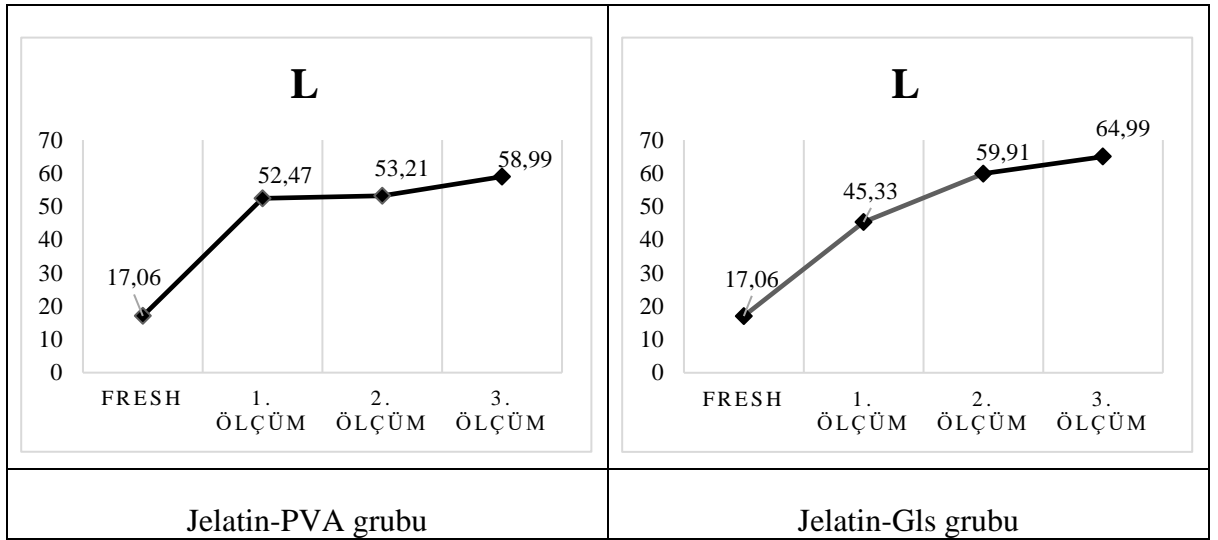 L
70
60
50
40
30
20
10
0
17,06
52,47
53,21
58,99
FRESH
1. ÖLÇÜM
2. ÖLÇÜM
3. ÖLÇÜM
Jelatin-PVA grubu
L
70
60
50
40
30
20
10
0
17,06
45,33
59,91
64,99
FRESH
1. ÖLÇÜM
2. ÖLÇÜM
3. ÖLÇÜM
Jelatin-Gls grubu